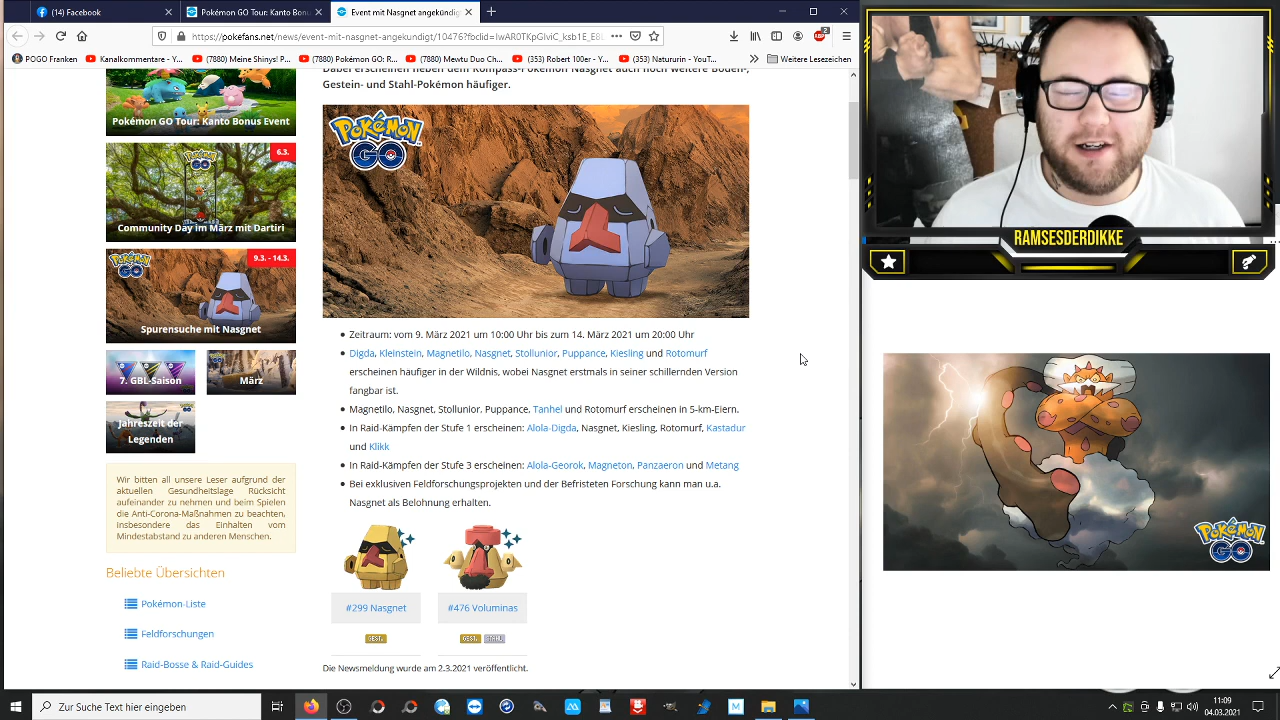 (14) Facebook
Pokémon GO Tour: Kanto Bonus
Event mit Nasgnet angekündig
https://pokefans.net/news/event-mit-nasgnet-angekundigt/10476?fbclid=IwAR0TKpGIviC_ksb1E_E8L
POGO Franken
Kanalkommentare - Y...
(7880) Meine Shinys! P...
(7880) Pokémon GO: R...
(7880) Mewtu Duo Ch...
(353) Robert 100er - Y...
(353) Natururin - YouT...
Weitere Lesezeichen
Dabei erscheinen neben dem Kompass-Pokémon Nasgnet auch noch weitere Boden-,
Gestein- und Stahl-Pokémon häufiger.
Pokémon GO Tour: Kanto Bonus Event
6.3.
Community Day im März mit Dartiri
9.3. - 14.3.
Spurensuche mit Nasgnet
7. GBL-Saison
März
Jahreszeit der
Legenden
Wir bitten all unsere Leser aufgrund der
aktuellen Gesundheitslage Rücksicht
aufeinander zu nehmen und beim Spielen
die Anti-Corona-Maßnahmen zu beachten,
insbesondere das Einhalten vom
Mindestabstand zu anderen Menschen.
Beliebte Übersichten
Pokémon-Liste
Feldforschungen
Raid-Bosse & Raid-Guides
POKÉMON
GO
Zeitraum: vom 9. März 2021 um 10:00 Uhr bis zum 14. März 2021 um 20:00 Uhr
Digda, Kleinstein, Magnetilo, Nasgnet, Stollunior, Puppance, Kiesling und Rotomurf
erscheinen häufiger in der Wildnis, wobei Nasgnet erstmals in seiner schillernden Version
fangbar ist.
Magnetilo, Nasgnet, Stollunior, Puppance, Tanhel und Rotomurf erscheinen in 5-km-Eiern.
In Raid-Kämpfen der Stufe 1 erscheinen: Alola-Digda, Nasgnet, Kiesling, Rotomurf, Kastadur
und Klikk
In Raid-Kämpfen der Stufe 3 erscheinen: Alola-Georok, Magneton, Panzaeron und Metang
Bei exklusiven Feldforschungsprojekten und der Befristeten Forschung kann man u.a.
Nasgnet als Belohnung erhalten.
#299 Nasgnet
#476 Voluminas
GEST.
GEST. STAHL
Die Newsmeldung wurde am 2.3.2021 veröffentlicht.
RAMSESDERDIKKE
POKÉMON
GO
Zur Suche Text hier eingeben
11:09
04.03.2021